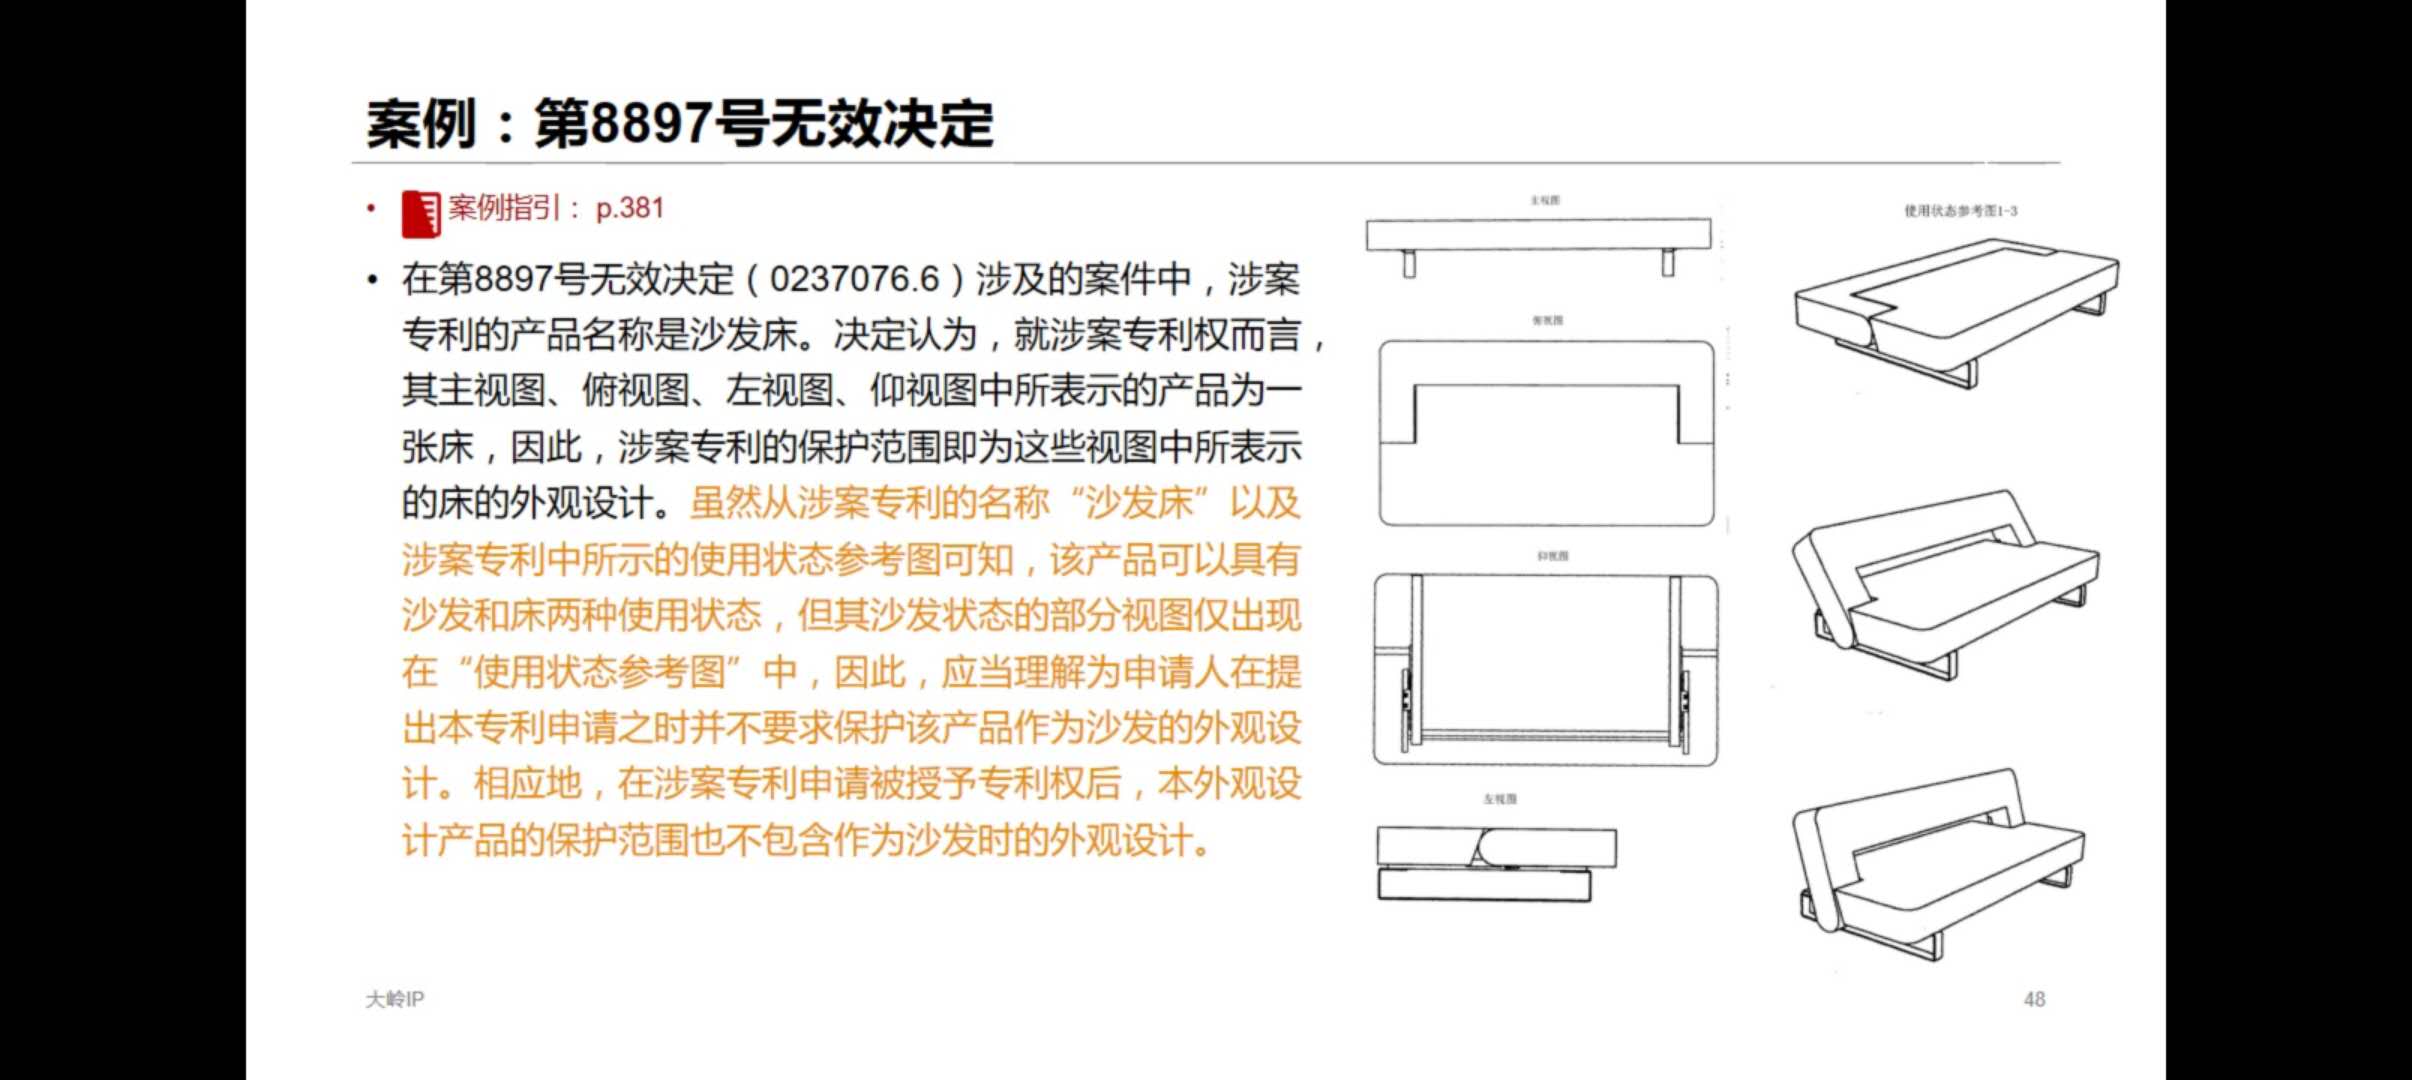 案例：第8897号无效决定
• 案例指引： p.381
• 在第8897号无效决定（0237076.6）涉及的案件中，涉案
专利的产品名称是沙发床。决定认为，就涉案专利权而言，
其主视图、俯视图、左视图、仰视图中所表示的产品为一
张床，因此，涉案专利的保护范围即为这些视图中所表示
的床的外观设计。虽然从涉案专利的名称“沙发床”以及
涉案专利中所示的使用状态参考图可知，该产品可以具有
沙发和床两种使用状态，但其沙发状态的部分视图仅出现
在“使用状态参考图”中，因此，应当理解为申请人在提
出本专利申请之时并不要求保护该产品作为沙发的外观设
计。相应地，在涉案专利申请被授予专利权后，本外观设
计产品的保护范围也不包含作为沙发时的外观设计。
主视图
俯视图
仰视图
左视图
使用状态参考图1-3
大岭IP
48